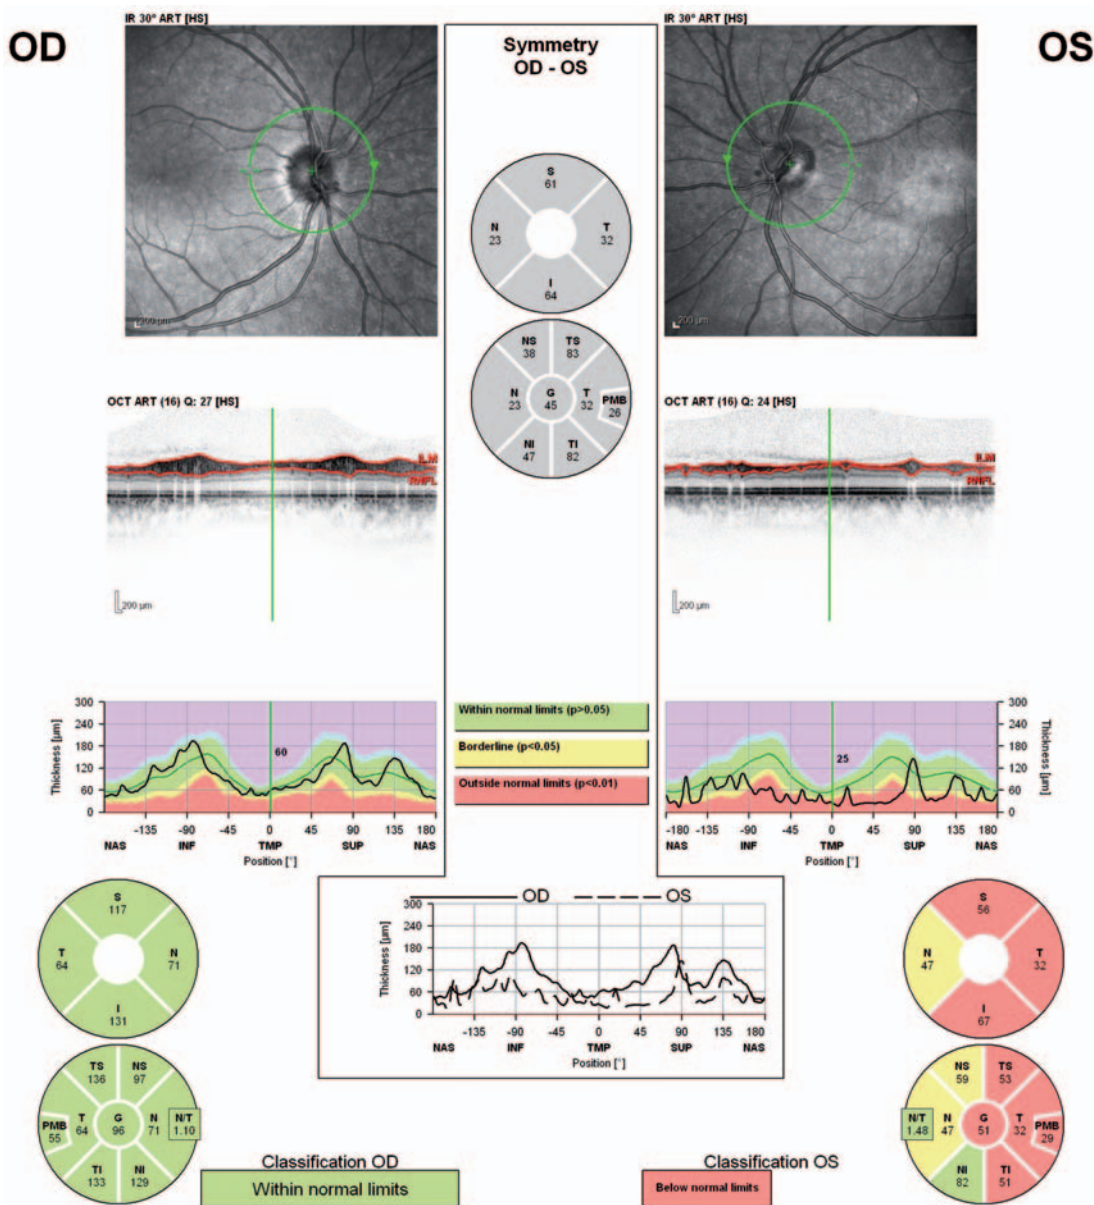 IR 30° ART [HS]
IR 30° ART [HS]
OD
Symmetry
OD - OS
OS
S
61
N
23
T
32
I
64
200 µm
200 µm
NS
38
TS
83
N
23
G
45
T
32
PMB
26
NI
47
TI
82
OCT ART (16) Q: 27 [HS]
OCT ART (16) Q: 24 [HS]
ILM
RNFL
ILM
RNFL
200 µm
200 µm
Thickness [µm]
300
240
180
120
60
0
60
-135 -90 -45 0 45 90 135 180
NAS INF TMP SUP NAS
Position [°]
Within normal limits (p>0.05)
Borderline (p<0.05)
Outside normal limits (p<0.01)
25
300
240
180
120
60
0
Thickness [µm]
-180 -135 -90 -45 0 45 90 135 180
NAS INF TMP SUP NAS
Position [°]
S
117
T
64
N
71
I
131
OD OS
Thickness [µm]
300
240
180
120
60
0
-135 -90 -45 0 45 90 135 180
NAS INF TMP SUP NAS
Position [°]
S
56
N
47
T
32
I
67
TS
136
NS
97
PMB
55
T
64
G
96
N
71
N/T
1.10
TI
133
NI
129
NS
59
TS
53
N/T
1.48
N
47
G
51
T
32
PMB
29
NI
82
TI
51
Classification OD
Within normal limits
Classification OS
Below normal limits